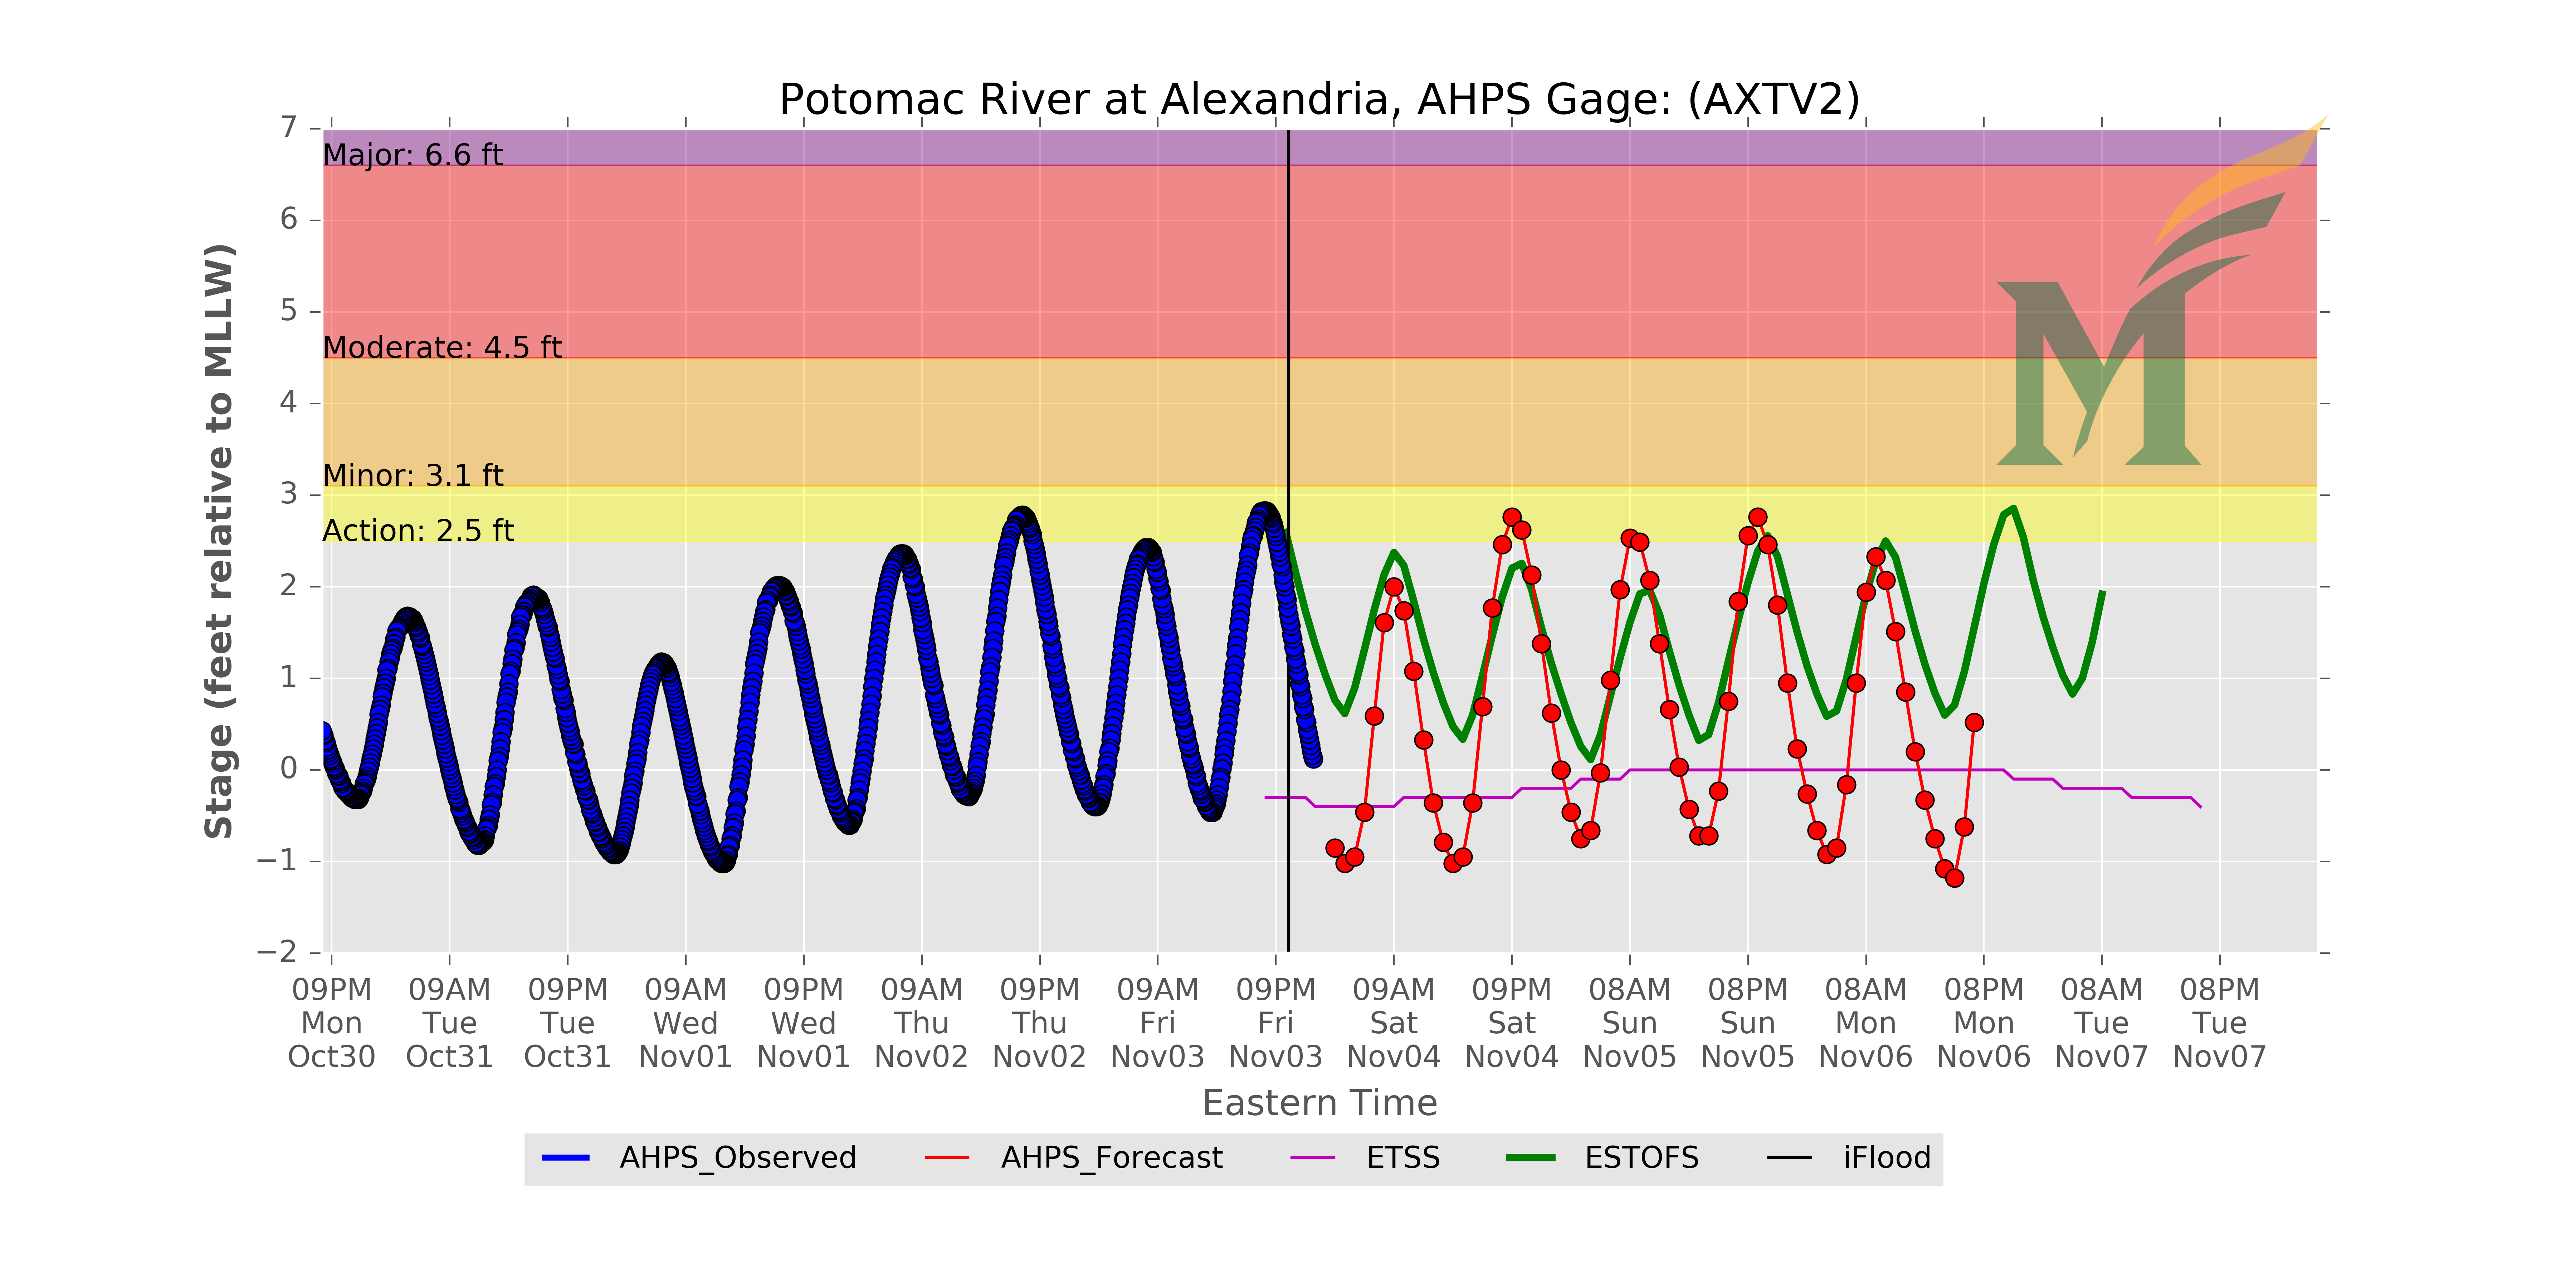 Potomac River at Alexandria, AHPS Gage: (AXTV2)
7
Major: 6.6 ft
6
5
Moderate: 4.5 ft
4
Minor: 3.1 ft
3
Action: 2.5 ft
2
1
0
−1
−2
Stage (feet relative to MLLW)
09PM 09AM 09PM 09AM 09PM 09AM 09PM 09AM 09PM 09AM 09PM 08AM 08PM 08AM 08PM 08AM 08PM
Mon Tue Tue Wed Wed Thu Thu Fri Fri Sat Sat Sun Sun Mon Mon Tue Tue
Oct30 Oct31 Oct31 Nov01 Nov01 Nov02 Nov02 Nov03 Nov03 Nov04 Nov04 Nov05 Nov05 Nov06 Nov06 Nov07 Nov07
Eastern Time
AHPS_Observed AHPS_Forecast ETSS ESTOFS iFlood